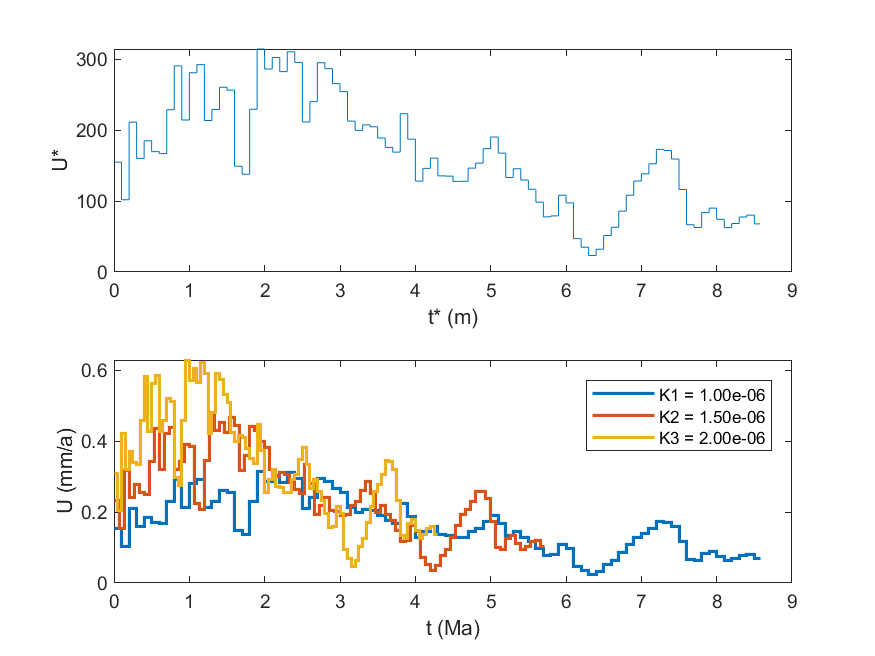 300
200
100
0
U*
0 1 2 3 4 5 6 7 8 9
t* (m)
0.6
0.4
0.2
0
U (mm/a)
K1 = 1.00e-06
K2 = 1.50e-06
K3 = 2.00e-06
0 1 2 3 4 5 6 7 8 9
t (Ma)